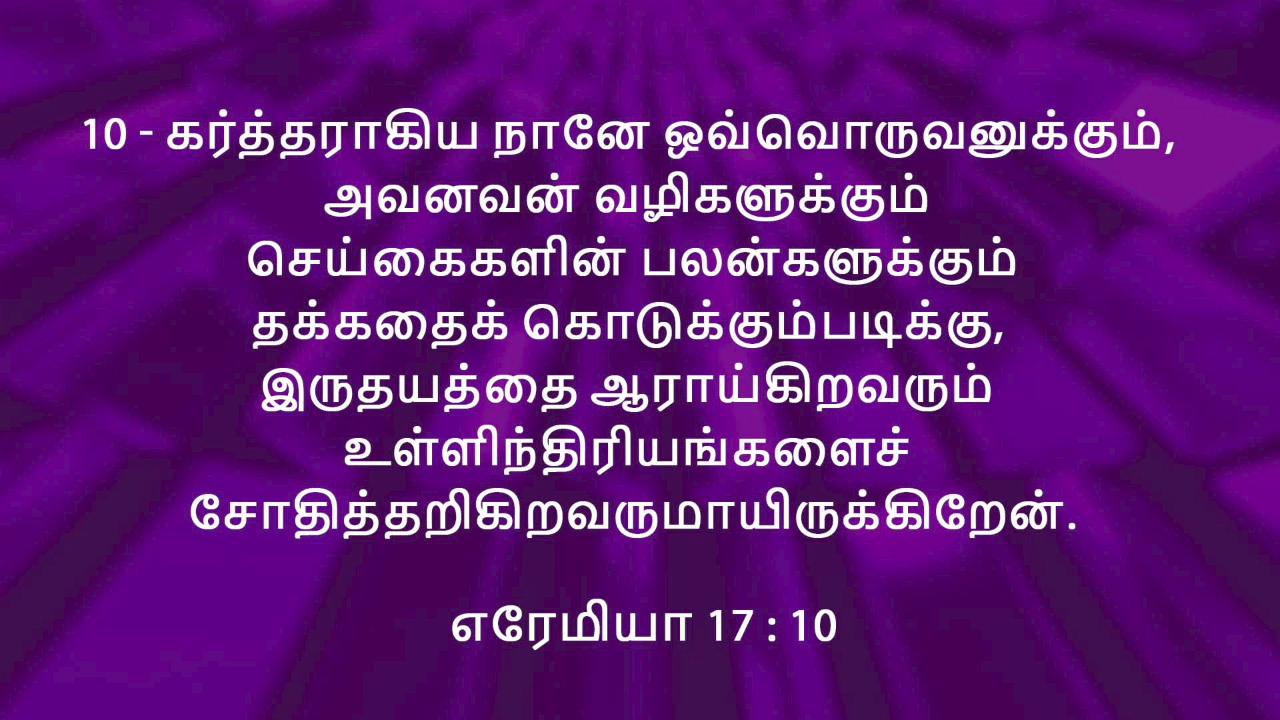 10 - கர்த்தராகிய நானே ஒவ்வொருவனுக்கும்,
அவனவன் வழிகளுக்கும்
செய்கைகளின் பலன்களுக்கும்
தக்கதைக் கொடுக்கும்படிக்கு,
இருதயத்தை ஆராய்கிறவரும்
உள்ளிந்திரியங்களைச்
சோதித்தறிகிறவருமாயிருக்கிறேன்.
எரேமியா 17 : 10